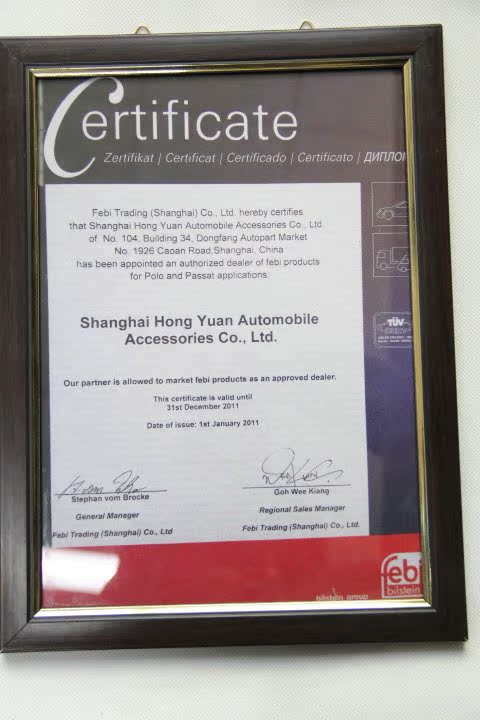 Certificate
Zertifikat | Certificat | Certificado | Certificato | ДИПЛОМ
Febi Trading (Shanghai) Co., Ltd. hereby certifies
that Shanghai Hong Yuan Automobile Accessories Co., Ltd.
of No. 104, Building 34, Dongfang Autopart Market
No. 1926 Caoan Road,Shanghai, China
has been appointed an authorized dealer of febi products
for Polo and Passat applications.
TÜV
Shanghai Hong Yuan Automobile
Accessories Co., Ltd.
Our partner is allowed to market febi products as an approved dealer.
This certificate is valid until
31st December 2011
Date of issue: 1st January 2011
Stephan vom Brocke
General Manager
Febi Trading (Shanghai) Co., Ltd
Goh Wee Kiang
Regional Sales Manager
Febi Trading (Shanghai) Co., Ltd.
febi
bilstein
bilstein group